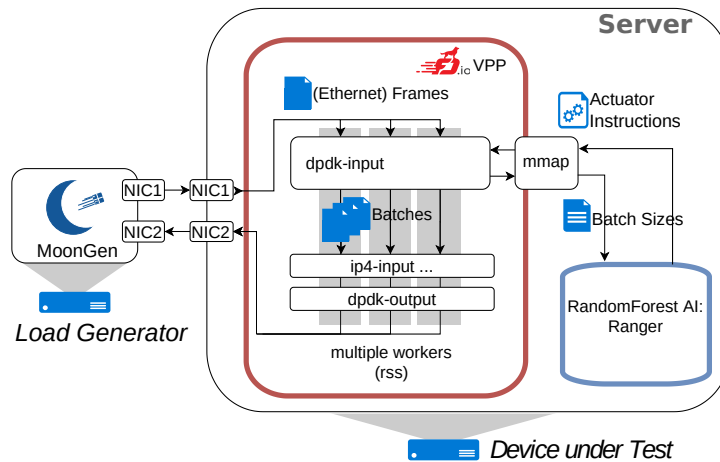 Server
.io VPP
(Ethernet) Frames
Actuator
Instructions
dpdk-input
mmap
NIC1
NIC1
NIC2
NIC2
MoonGen
Batches
Batch Sizes
ip4-input ...
dpdk-output
RandomForest AI:
Ranger
Load Generator
multiple workers
(rss)
Device under Test